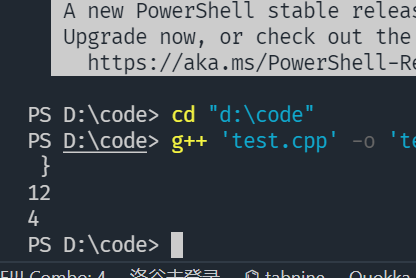 A new PowerShell stable releas
Upgrade now, or check out the
https://aka.ms/PowerShell-Re
PS D:\code> cd "d:\code"
PS D:\code> g++ 'test.cpp' -o 'te
}
12
4
PS D:\code>
Combo: 4 洛谷未登录 tabnine Quokka